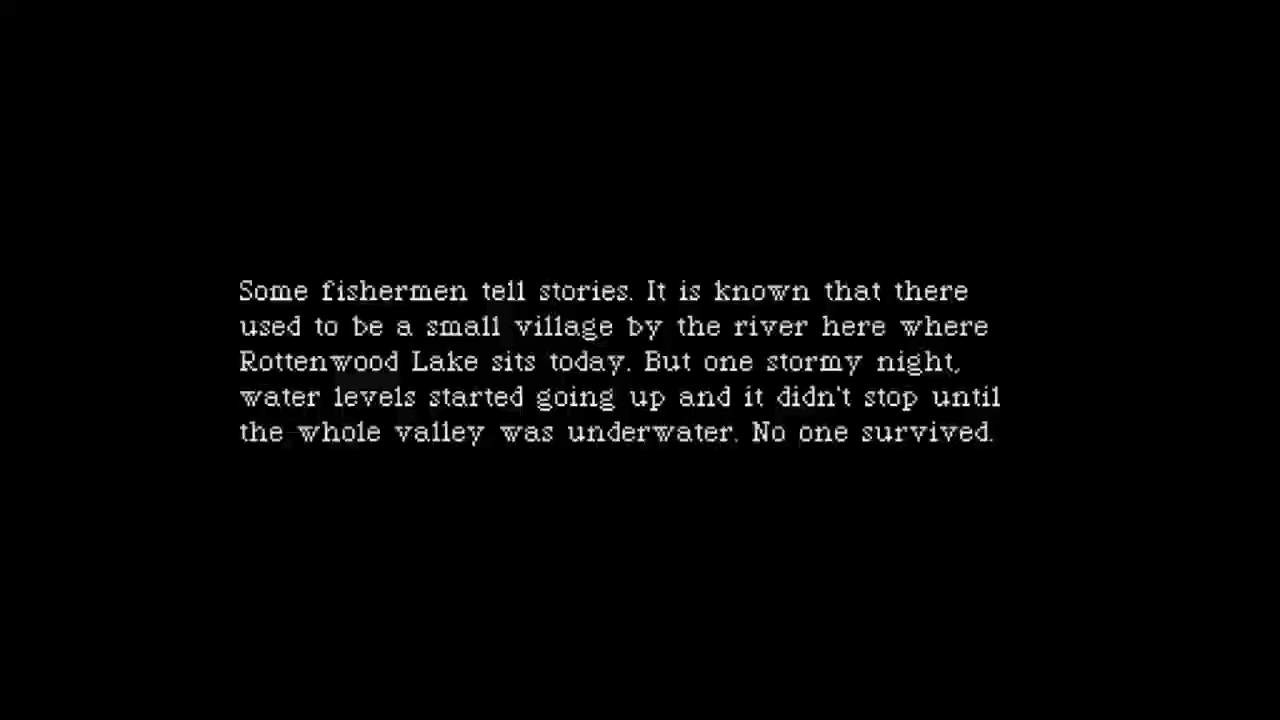 Some fishermen tell stories. It is known that there
used to be a small village by the river here where
Rottenwood Lake sits today. But one stormy night,
water levels started going up and it didn't stop until
the whole valley was underwater. No one survived.